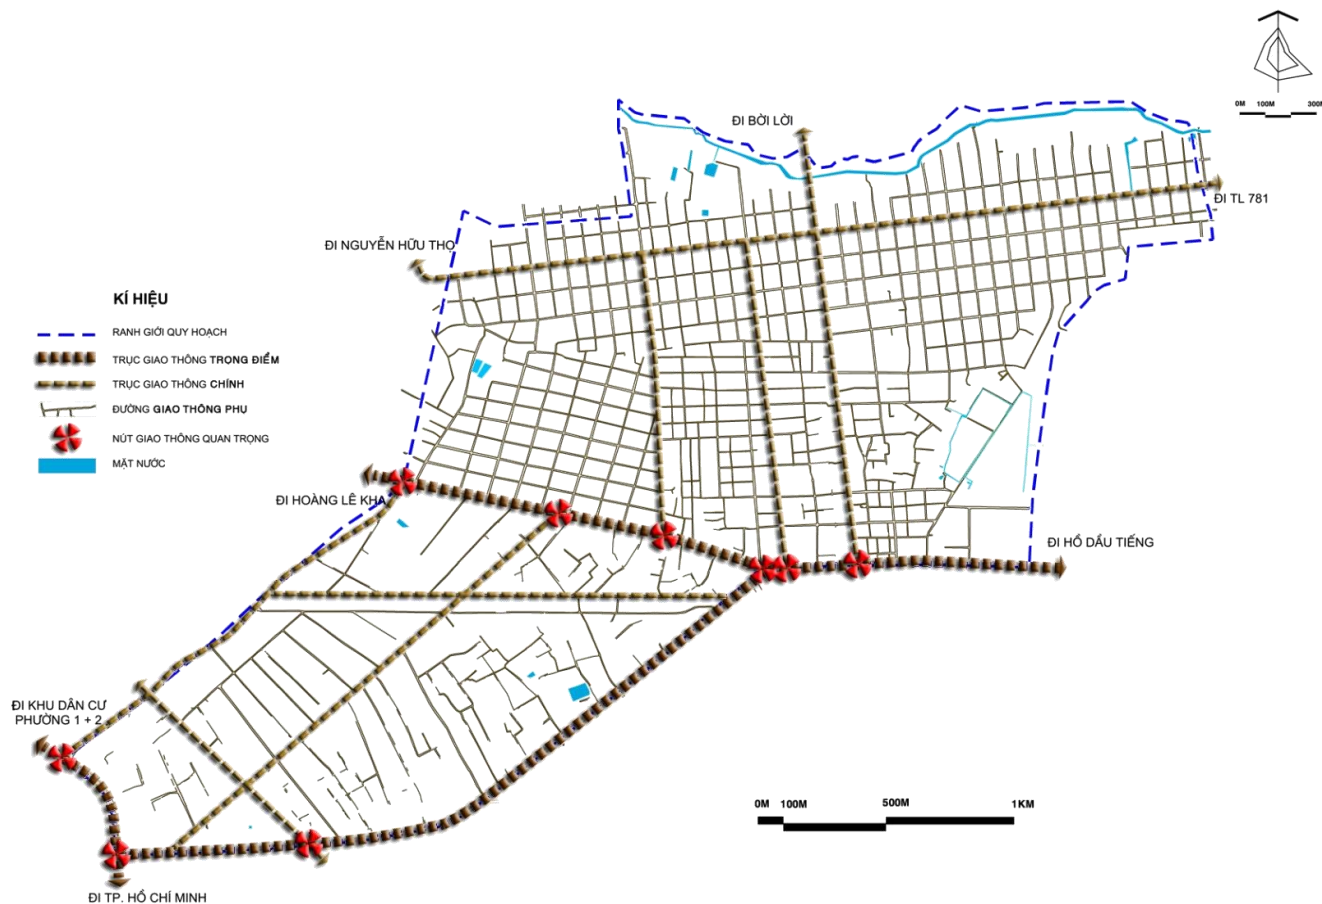 0M 100M 300M
ĐI BỜI LỜI
ĐI TL 781
ĐI NGUYỄN HỮU THỌ
KÍ HIỆU
RANH GIỚI QUY HOẠCH
TRỤC GIAO THÔNG TRỌNG ĐIỂM
TRỤC GIAO THÔNG CHÍNH
ĐƯỜNG GIAO THÔNG PHỤ
NÚT GIAO THÔNG QUAN TRỌNG
MẶT NƯỚC
ĐI HOÀNG LÊ KHA
ĐI HỒ DẦU TIẾNG
ĐI KHU DÂN CƯ
PHƯỜNG 1 + 2
0M 100M 500M 1KM
ĐI TP. HỒ CHÍ MINH